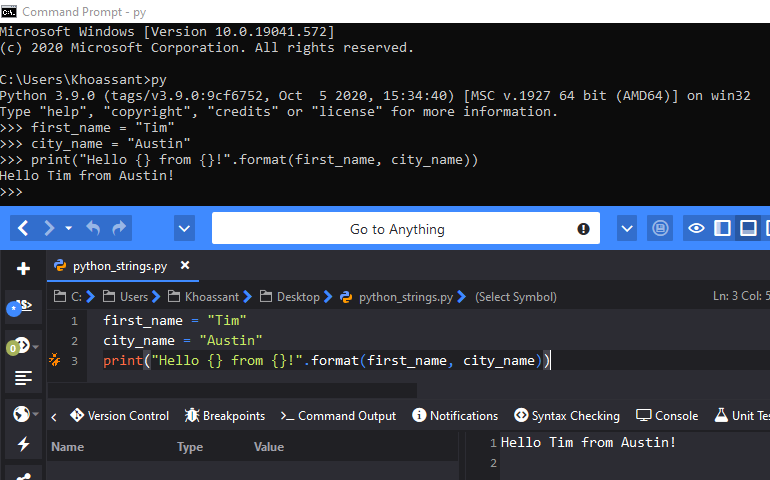 Command Prompt - py
Microsoft Windows [Version 10.0.19041.572]
(c) 2020 Microsoft Corporation. All rights reserved.
C:\Users\Khoassant>py
Python 3.9.0 (tags/v3.9.0:9cf6752, Oct  5 2020, 15:34:40) [MSC v.1927 64 bit (AMD64)] on win32
Type "help", "copyright", "credits" or "license" for more information.
>>> first_name = "Tim"
>>> city_name = "Austin"
>>> print("Hello {} from {}!".format(first_name, city_name))
Hello Tim from Austin!
>>>
Go to Anything
python_strings.py
C: Users Khoassant Desktop python_strings.py (Select Symbol) Ln: 3 Col: 5
1 first_name = "Tim"
2 city_name = "Austin"
3 print("Hello {} from {}!".format(first_name, city_name))
0
Version Control Breakpoints Command Output Notifications Syntax Checking Console Unit Tes
Name Type Value
1 Hello Tim from Austin!
2